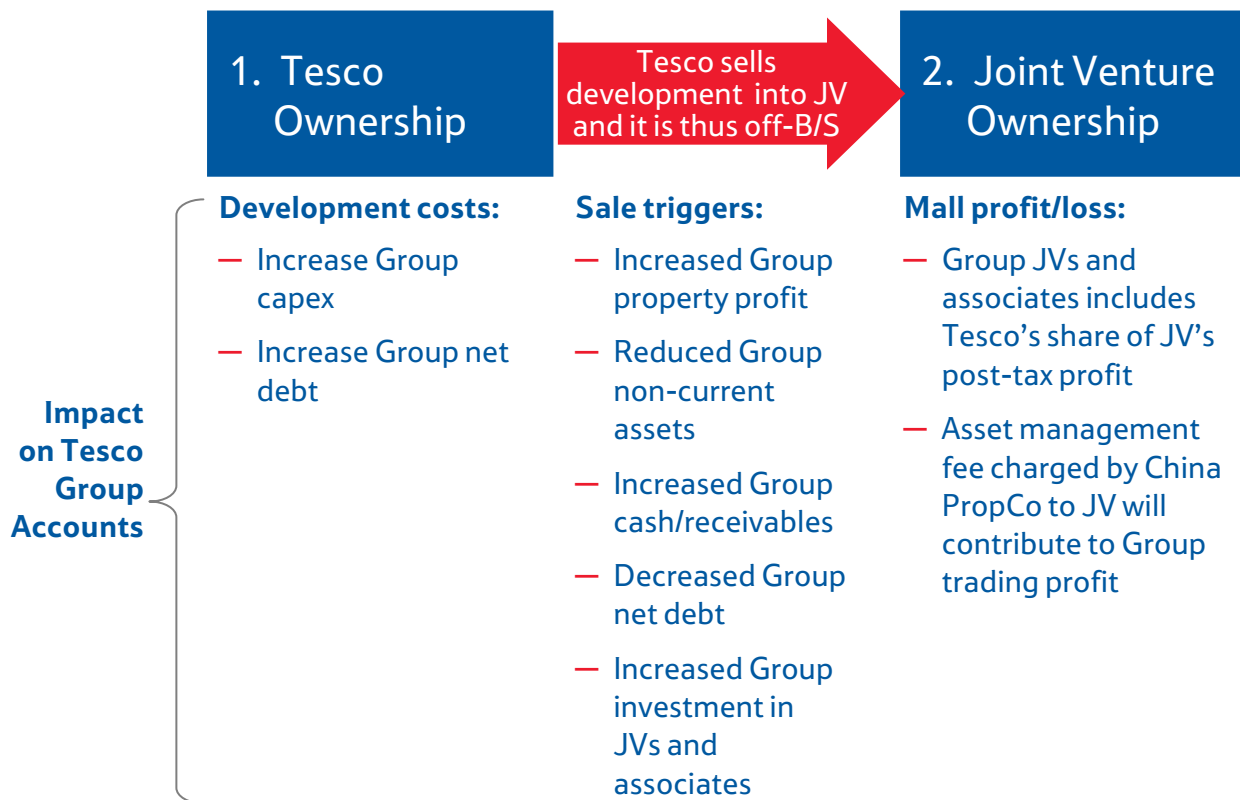 1. Tesco
Ownership
Tesco sells
development into JV
and it is thus off-B/S
2. Joint Venture
Ownership
Impact
on Tesco
Group
Accounts
Development costs:
— Increase Group
capex
— Increase Group net
debt
Sale triggers:
— Increased Group
property profit
— Reduced Group
non-current
assets
— Increased Group
cash/receivables
— Decreased Group
net debt
— Increased Group
investment in
JVs and
associates
Mall profit/loss:
— Group JVs and
associates includes
Tesco’s share of JV’s
post-tax profit
— Asset management
fee charged by China
PropCo to JV will
contribute to Group
trading profit